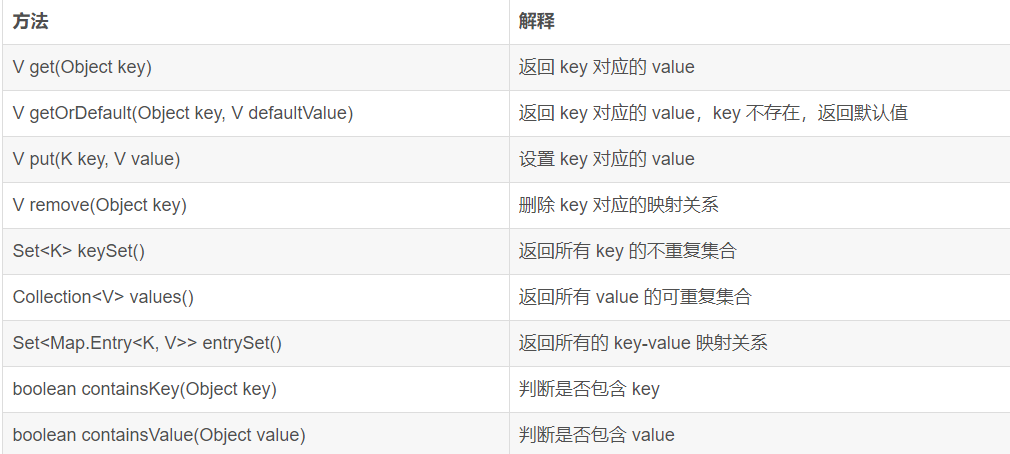 方法 解释
V get(Object key) 返回 key 对应的 value
V getOrDefault(Object key, V defaultValue) 返回 key 对应的 value，key 不存在，返回默认值
V put(K key, V value) 设置 key 对应的 value
V remove(Object key) 删除 key 对应的映射关系
Set<K> keySet() 返回所有 key 的不重复集合
Collection<V> values() 返回所有 value 的可重复集合
Set<Map.Entry<K, V>> entrySet() 返回所有的 key-value 映射关系
boolean containsKey(Object key) 判断是否包含 key
boolean containsValue(Object value) 判断是否包含 value